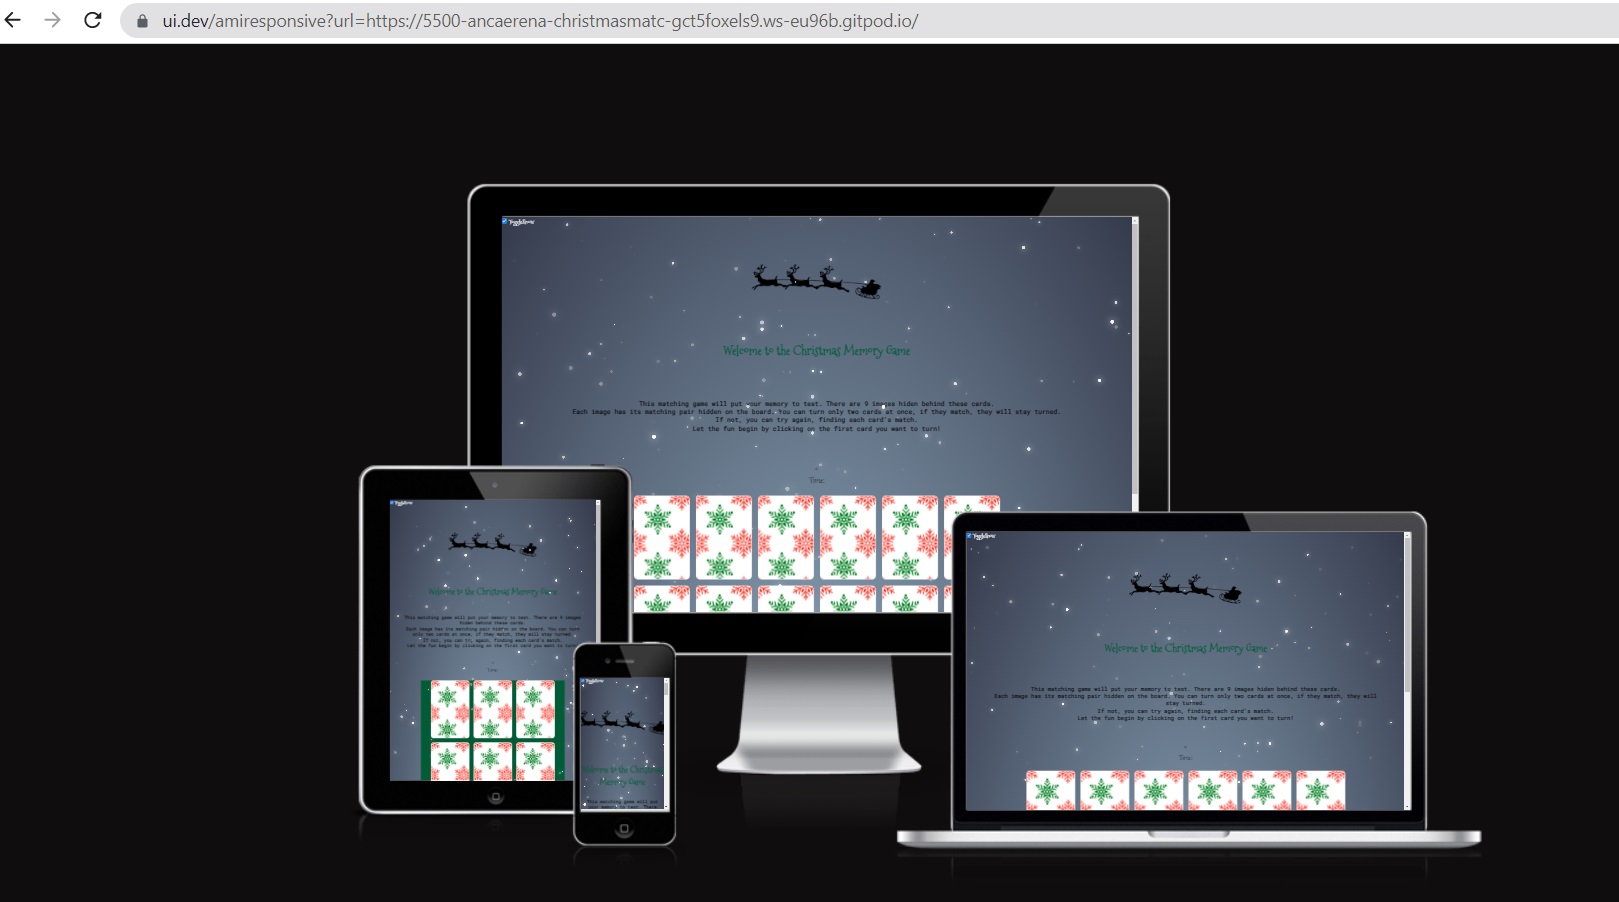 ui.dev/amiresponsive?url=https://5500-ancaerena-christmasmatc-gct5foxels9.ws-eu96b.gitpod.io/
Welcome to the Christmas Memory Game
This matching game will put your memory to test. There are 9 images hiden behind these cards.
Each image has its matching pair hidden on the board. You can turn only two cards at once, if they match, they will stay turned.
If not, you can try again, finding each card's match.
Let the fun begin by clicking on the first card you want to turn!
Time:
Welcome to the Christmas Memory Game
This matching game will put your memory to test. There are 9 images
hiden behind these cards.
Each image has its matching pair hidden on the board. You can turn
only two cards at once, if they match, they will stay turned.
If not, you can try again, finding each card's match.
Let the fun begin by clicking on the first card you want to turn
Time:
Welcome to the Christmas
Memory Game
This matching game will put
your memory to test. There
Welcome to the Christmas Memory Game
This matching game will put your memory to test. There are 9 images hiden behind these cards.
Each image has its matching pair hidden on the board. You can turn only two cards at once, if they match, they will
stay turned.
If not, you can try again, finding each card's match.
Let the fun begin by clicking on the first card you want to turn!
Time: